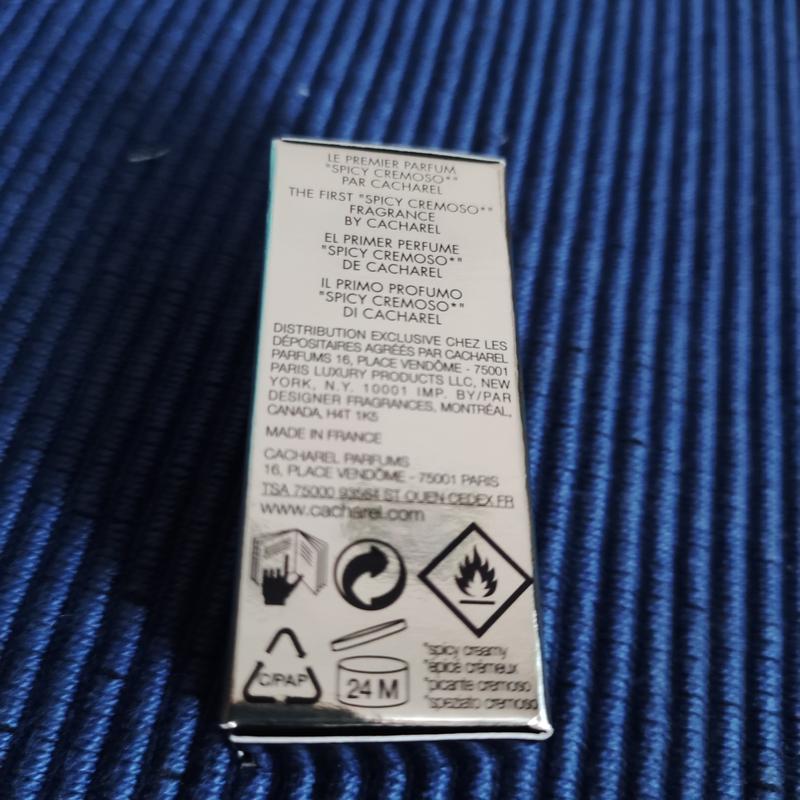 LE PREMIER PARFUM
"SPICY CREMOSO*"
PAR CACHAREL
THE FIRST "SPICY CREMOSO*"
FRAGRANCE
BY CACHAREL
EL PRIMER PERFUME
"SPICY CREMOSO*"
DE CACHAREL
IL PRIMO PROFUMO
"SPICY CREMOSO*"
DI CACHAREL
DISTRIBUTION EXCLUSIVE CHEZ LES
DÉPOSITAIRES AGRÉÉS PAR CACHAREL
PARFUMS 16, PLACE VENDÔME - 75001
PARIS LUXURY PRODUCTS LLC, NEW
YORK, N.Y. 10001 IMP. BY/PAR
DESIGNER FRAGRANCES, MONTRÉAL,
CANADA, H4T 1K5
MADE IN FRANCE
CACHAREL PARFUMS
16, PLACE VENDÔME - 75001 PARIS
TSA 75000 93584 ST OUEN CEDEX FR
www.cacharel.com
C/PAP
24 M
*spicy creamy
*épicé crémeux
*picante cremoso
*speziato cremoso